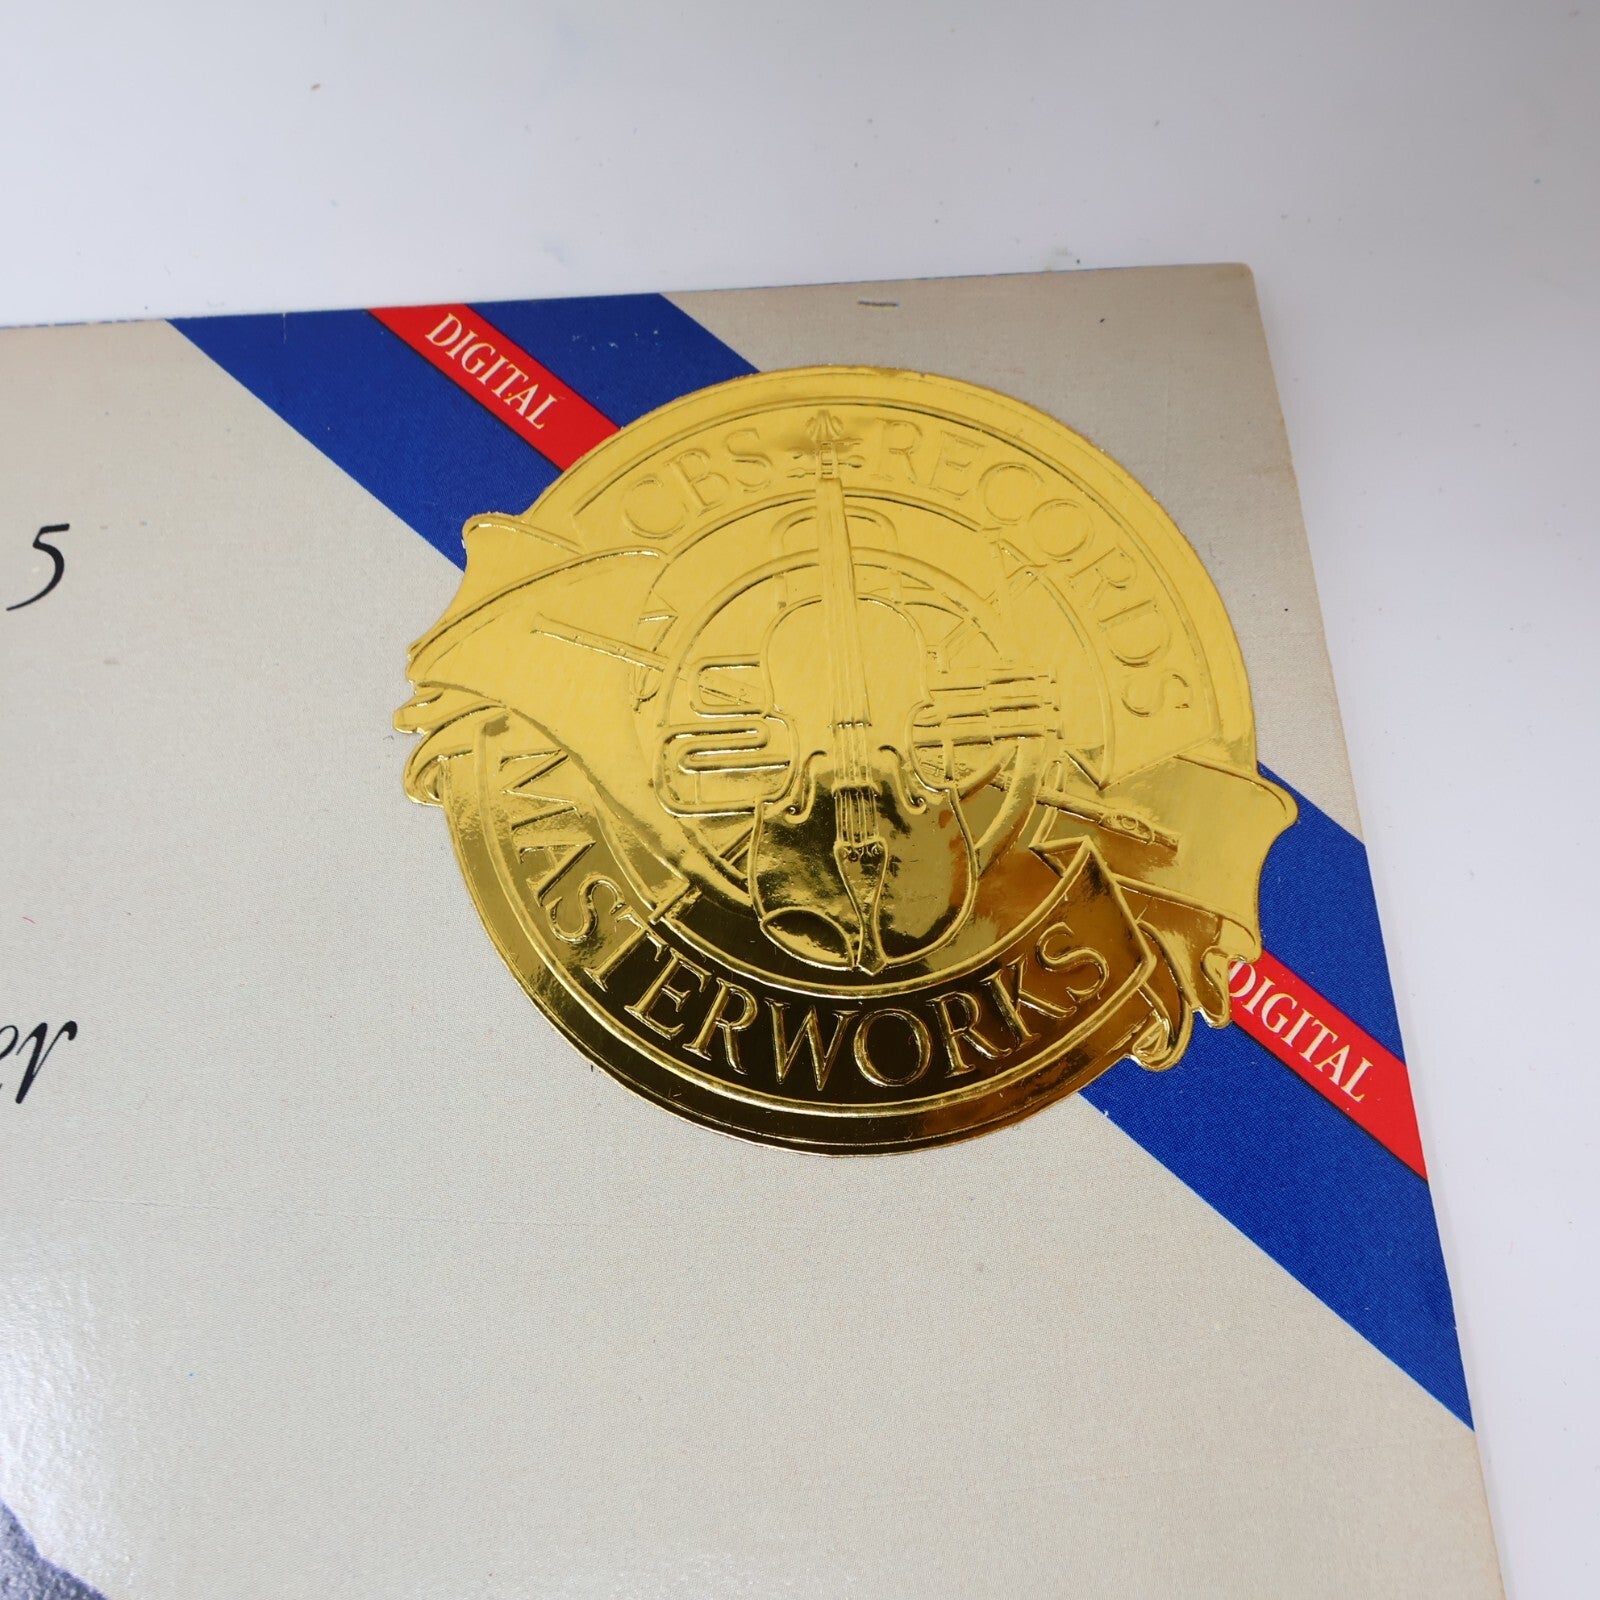 DIGITAL
CBS RECORDS
5
MASTERWORKS
DIGITAL